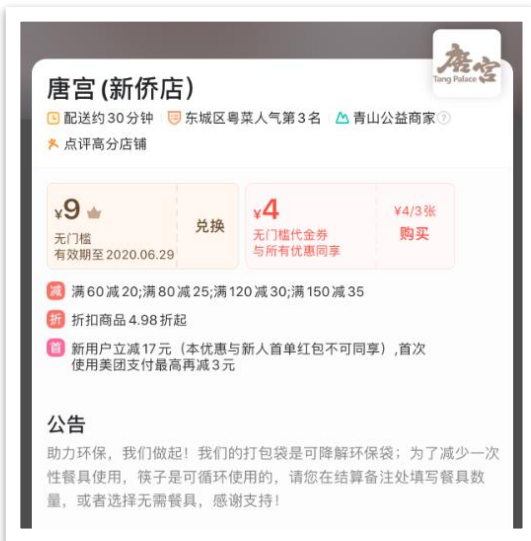 唐宫
Tang Palace
唐宫(新侨店)
配送约30分钟 东城区粤菜人气第3名 青山公益商家
点评高分店铺
¥9
无门槛
有效期至2020.06.29
兑换
¥4
无门槛代金券
与所有优惠同享
¥4/3张
购买
减 满60减20;满80减25;满120减30;满150减35
折 折扣商品4.98折起
首 新用户立减17元（本优惠与新人首单红包不可同享）,首次
使用美团支付最高再减3元
公告
助力环保，我们做起！我们的打包袋是可降解环保袋；为了减少一次
性餐具使用，筷子是可循环使用的，请您在结算备注处填写餐具数
量，或者选择无需餐具，感谢支持！